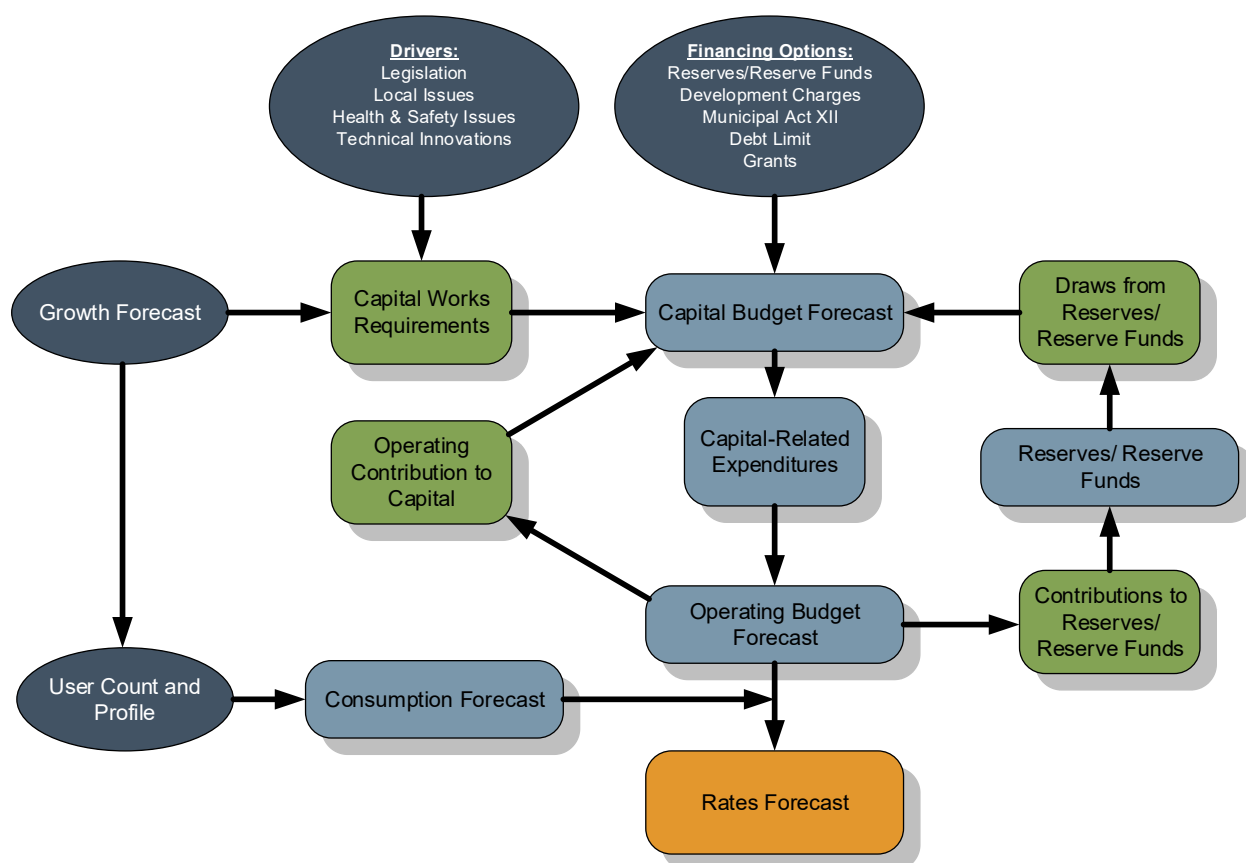 Drivers:
Legislation
Local Issues
Health & Safety Issues
Technical Innovations
Financing Options:
Reserves/Reserve Funds
Development Charges
Municipal Act XII
Debt Limit
Grants
Growth Forecast
Capital Works
Requirements
Capital Budget Forecast
Draws from
Reserves/
Reserve Funds
Operating
Contribution to
Capital
Capital-Related
Expenditures
Reserves/ Reserve
Funds
Operating Budget
Forecast
Contributions to
Reserves/
Reserve Funds
User Count and
Profile
Consumption Forecast
Rates Forecast